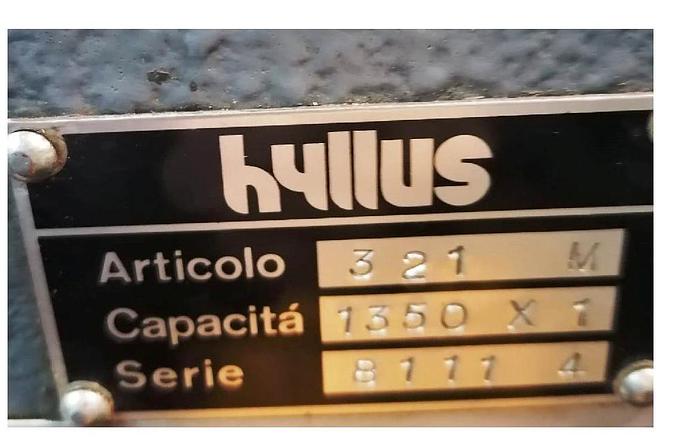 hyllus
Articolo 321 M
Capacitá 1350 X 1
Serie 8111 4